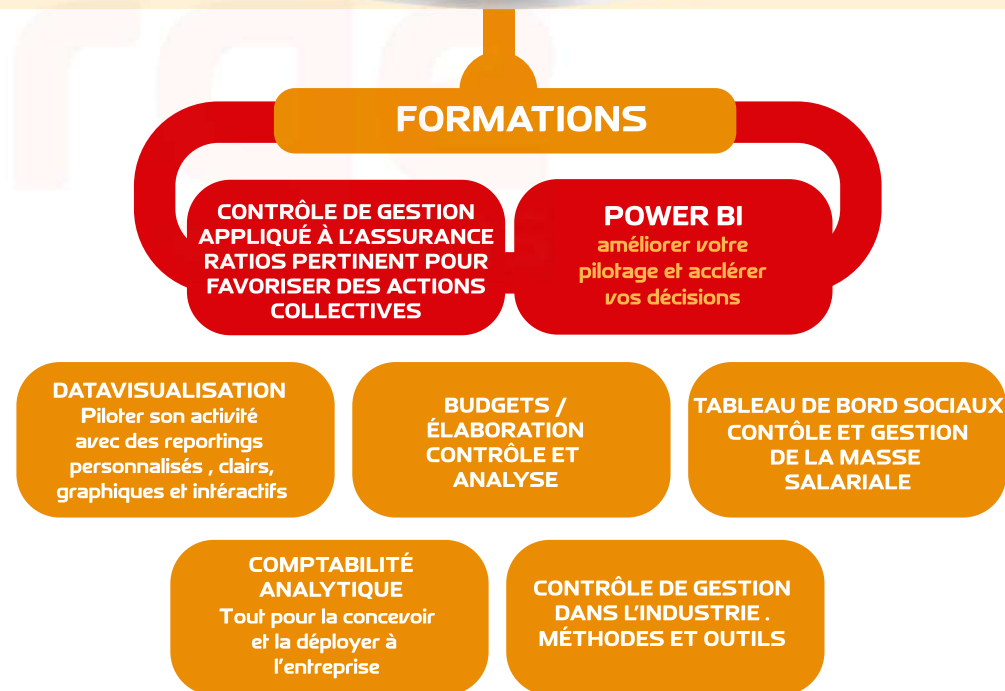 FORMATIONS
CONTRÔLE DE GESTION
APPLIQUÉ À L'ASSURANCE
RATIOS PERTINENT POUR
FAVORISER DES ACTIONS
COLLECTIVES
POWER BI
améliorer votre
pilotage et acclérer
vos décisions
DATAVISUALISATION
Piloter son activité
avec des reportings
personnalisés , clairs,
graphiques et intéractifs
BUDGETS /
ÉLABORATION
CONTRÔLE ET
ANALYSE
TABLEAU DE BORD SOCIAUX
CONTÔLE ET GESTION
DE LA MASSE
SALARIALE
COMPTABILITÉ
ANALYTIQUE
Tout pour la concevoir
et la déployer à
l'entreprise
CONTRÔLE DE GESTION
DANS L'INDUSTRIE .
MÉTHODES ET OUTILS